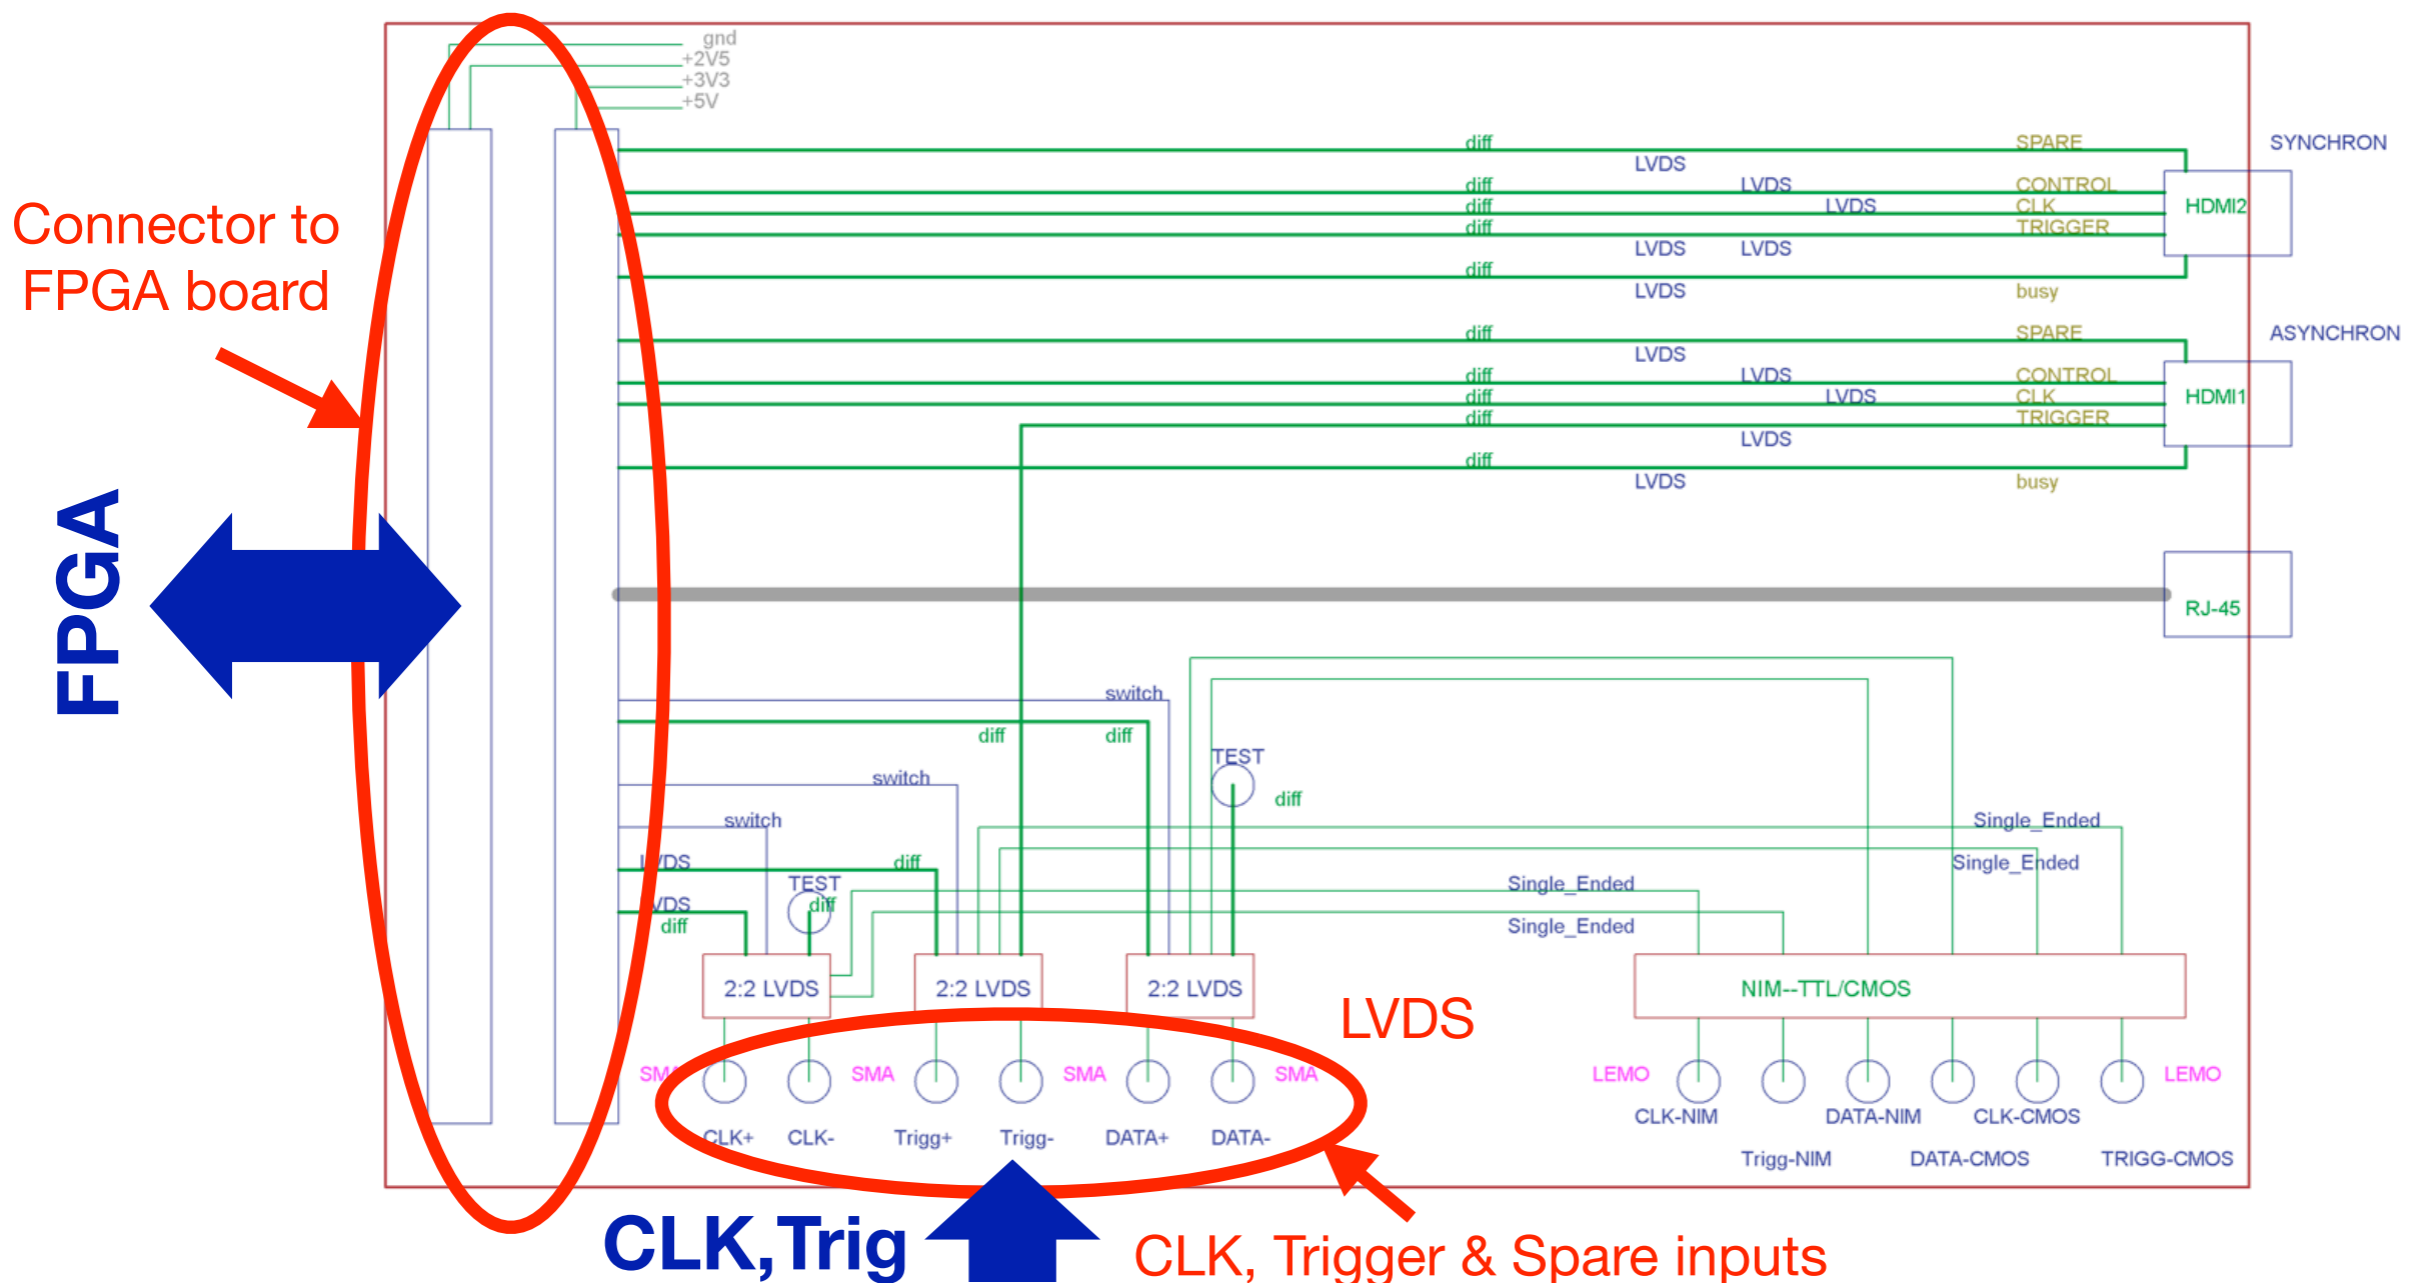 gnd
+2V5
+3V3
+5V
diff
SPARE
SYNCHRON
LVDS
diff
LVDS
CONTROL
diff
LVDS
CLK
HDMI2
diff
TRIGGER
LVDS
LVDS
diff
LVDS
busy
Connector to
FPGA board
diff
SPARE
ASYNCHRON
LVDS
diff
LVDS
CONTROL
diff
LVDS
CLK
HDMI1
diff
TRIGGER
LVDS
diff
LVDS
busy
FPGA
RJ-45
switch
diff
diff
TEST
switch
diff
switch
Single_Ended
LVDS
diff
Single_Ended
TEST
Single_Ended
LVDS
diff
diff
Single_Ended
2:2 LVDS
2:2 LVDS
2:2 LVDS
NIM--TTL/CMOS
LVDS
SMA
SMA
SMA
SMA
LEMO
LEMO
CLK+
CLK-
Trigg+
Trigg-
DATA+
DATA-
CLK-NIM
DATA-NIM
CLK-CMOS
Trigg-NIM
DATA-CMOS
TRIGG-CMOS
CLK,Trig
CLK, Trigger & Spare inputs